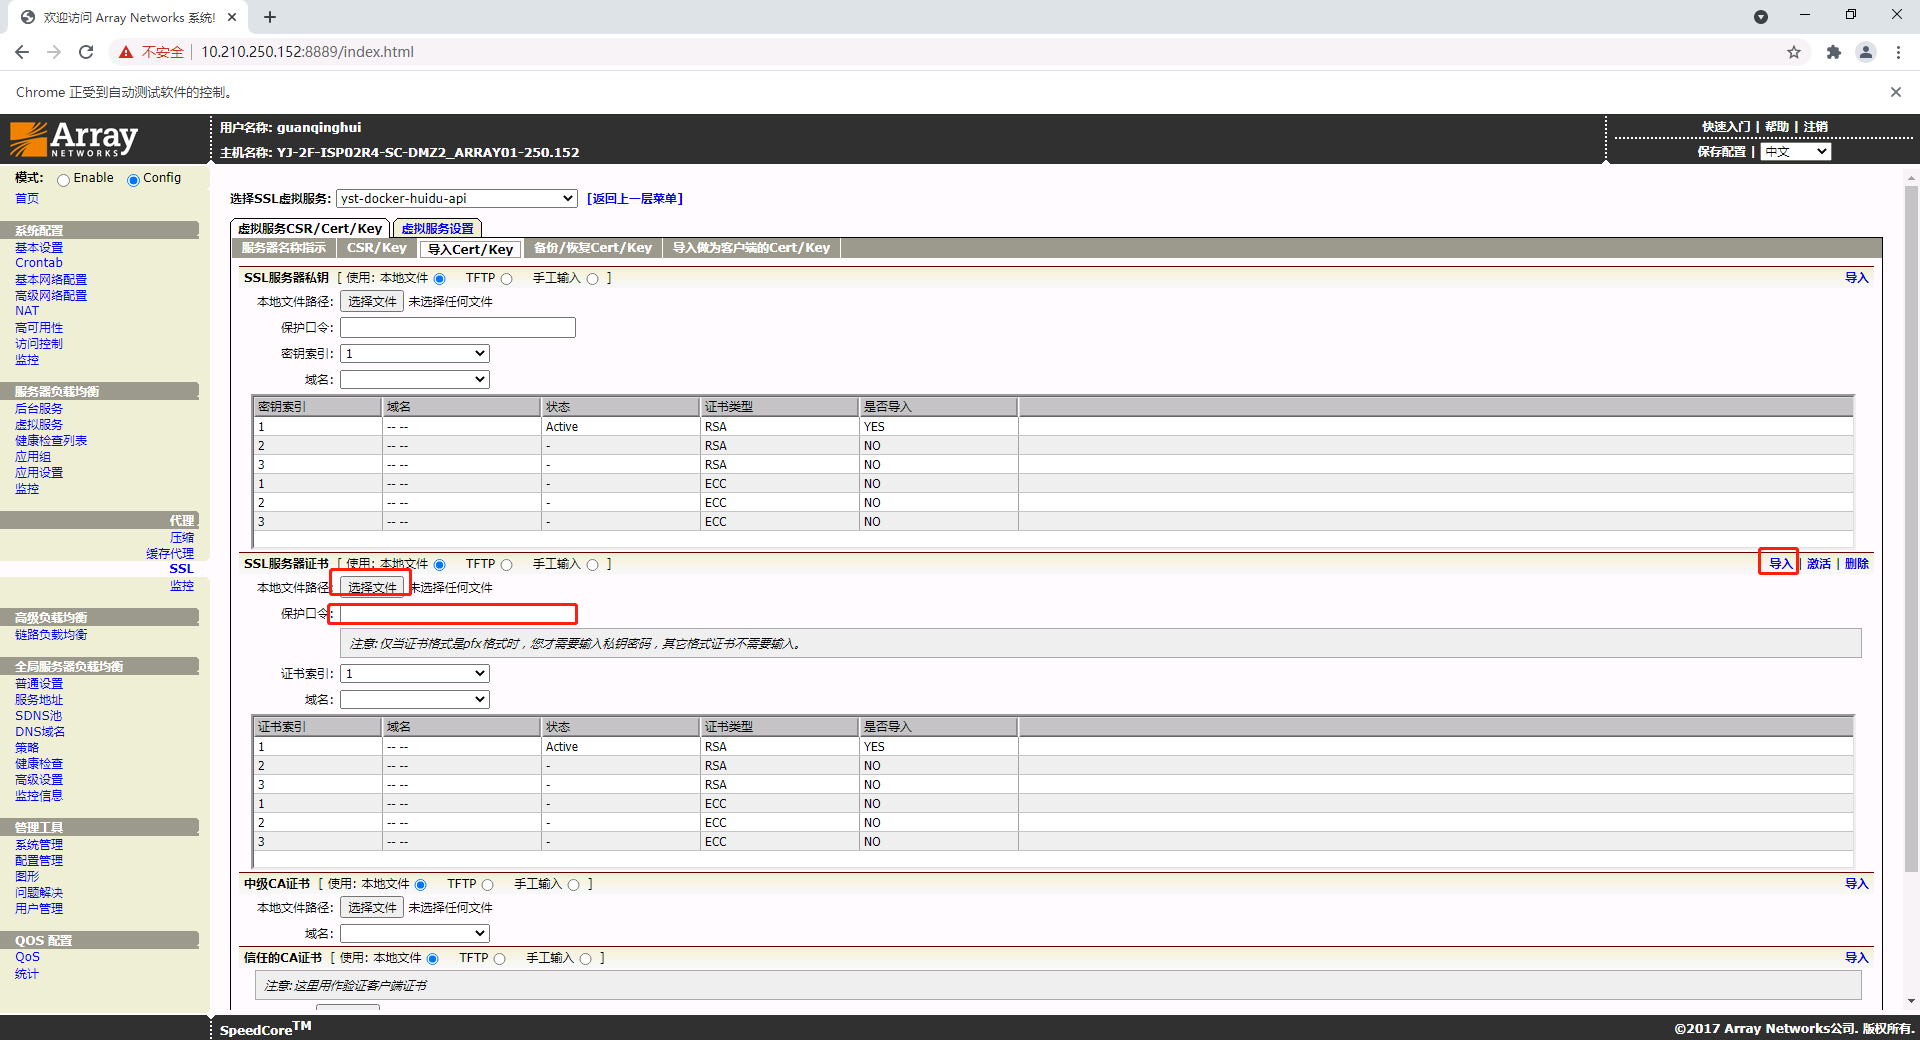 欢迎访问 Array Networks 系统!
不安全 10.210.250.152:8889/index.html
Chrome 正受到自动测试软件的控制。
Array NETWORKS
用户名称: guanqinghui
主机名称: YJ-2F-ISP02R4-SC-DMZ2_ARRAY01-250.152
快速入门 | 帮助 | 注销
保存配置 | 中文
模式: Enable Config
首页
系统配置
基本设置
Crontab
基本网络配置
高级网络配置
NAT
高可用性
访问控制
监控
服务器负载均衡
后台服务
虚拟服务
健康检查列表
应用组
应用设置
监控
代理
压缩
缓存代理
SSL
监控
高级负载均衡
链路负载均衡
全局服务器负载均衡
普通设置
服务地址
SDNS池
DNS域名
策略
健康检查
高级设置
监控信息
管理工具
系统管理
配置管理
图形
问题解决
用户管理
QOS 配置
QoS
统计
选择SSL虚拟服务: yst-docker-huidu-api [返回上一层菜单]
虚拟服务CSR/Cert/Key 虚拟服务设置
服务器名称指示 CSR/Key 导入Cert/Key 备份/恢复Cert/Key 导入做为客户端的Cert/Key
SSL服务器私钥 [ 使用: 本地文件 TFTP 手工输入 ] 导入
本地文件路径: 选择文件 未选择任何文件
保护口令:
密钥索引: 1
域名:
密钥索引 域名 状态 证书类型 是否导入
1 -- -- Active RSA YES
2 -- -- - RSA NO
3 -- -- - RSA NO
1 -- -- - ECC NO
2 -- -- - ECC NO
3 -- -- - ECC NO
SSL服务器证书 [ 使用: 本地文件 TFTP 手工输入 ] 导入 | 激活 | 删除
本地文件路径: 选择文件 未选择任何文件
保护口令:
注意: 仅当证书格式是pfx格式时，您才需要输入私钥密码，其它格式证书不需要输入。
证书索引: 1
域名:
证书索引 域名 状态 证书类型 是否导入
1 -- -- Active RSA YES
2 -- -- - RSA NO
3 -- -- - RSA NO
1 -- -- - ECC NO
2 -- -- - ECC NO
3 -- -- - ECC NO
中级CA证书 [ 使用: 本地文件 TFTP 手工输入 ] 导入
本地文件路径: 选择文件 未选择任何文件
域名:
信任的CA证书 [ 使用: 本地文件 TFTP 手工输入 ] 导入
注意: 这里用作验证客户端证书
SpeedCore™
©2017 Array Networks公司. 版权所有.